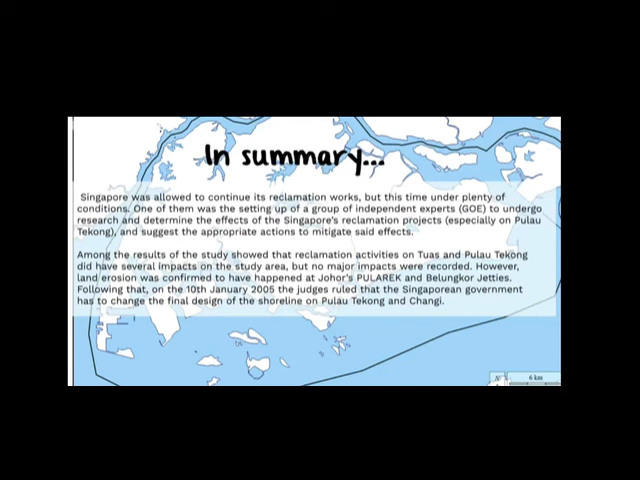 In summary...
Singapore was allowed to continue its reclamation works, but this time under plenty of
conditions. One of them was the setting up of a group of independent experts (GOE) to undergo
research and determine the effects of the Singapore's reclamation projects (especially on Pulau
Tekong), and suggest the appropriate actions to mitigate said effects.
Among the results of the study showed that reclamation activities on Tuas and Pulau Tekong
did have several impacts on the study area, but no major impacts were recorded. However,
land erosion was confirmed to have happened at Johor's PULAREK and Belungkor Jetties.
Following that, on the 10th January 2005 the judges ruled that the Singaporean government
has to change the final design of the shoreline on Pulau Tekong and Changi.
N
6 km